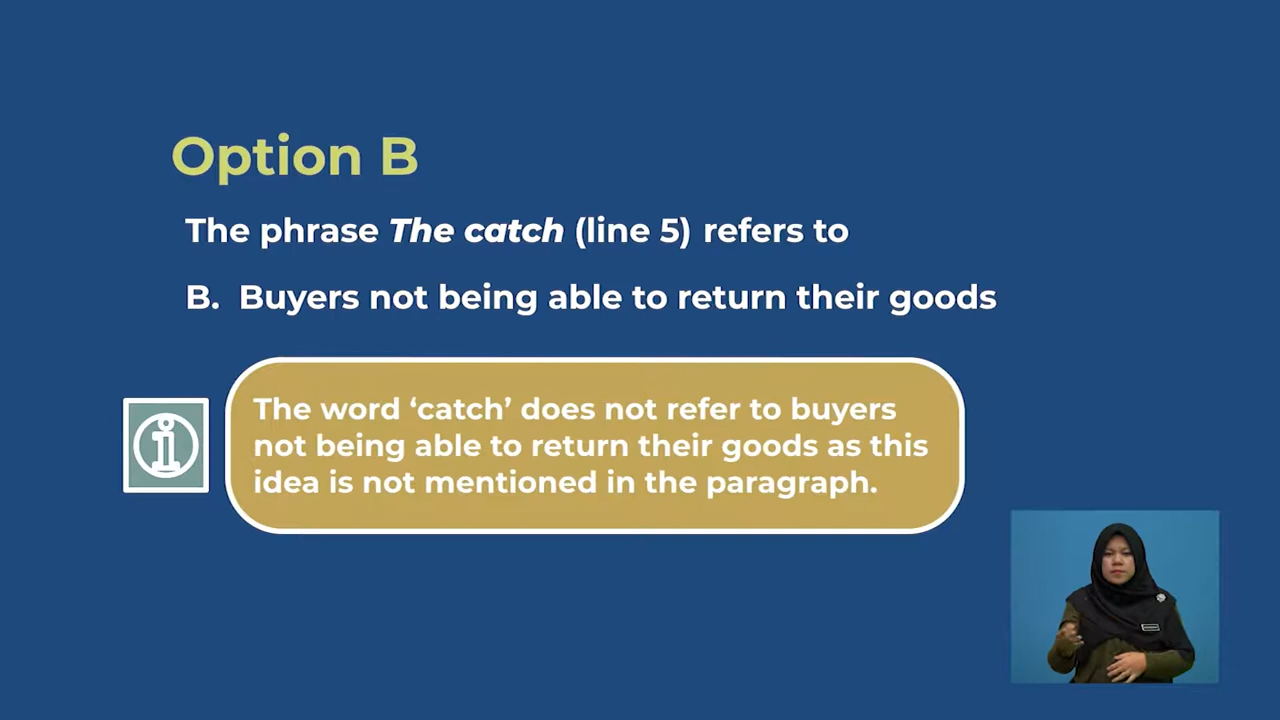 Option B
The phrase The catch (line 5) refers to
B. Buyers not being able to return their goods
The word ‘catch’ does not refer to buyers
not being able to return their goods as this
idea is not mentioned in the paragraph.